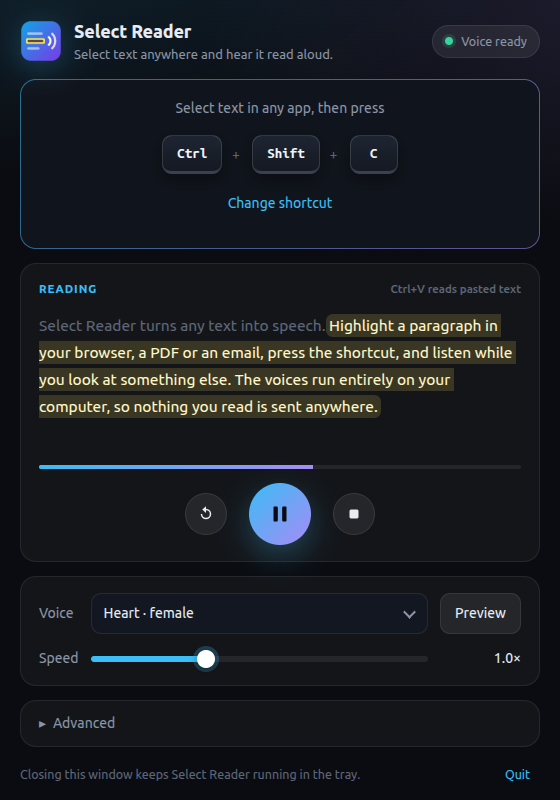 Select Reader
Select text anywhere and hear it read aloud.
Voice ready
Select text in any app, then press
Ctrl + Shift + C
Change shortcut
READING
Ctrl+V reads pasted text
Select Reader turns any text into speech. Highlight a paragraph in
your browser, a PDF or an email, press the shortcut, and listen while
you look at something else. The voices run entirely on your
computer, so nothing you read is sent anywhere.
Voice
Heart · female
Preview
Speed
1.0×
▸ Advanced
Closing this window keeps Select Reader running in the tray.
Quit